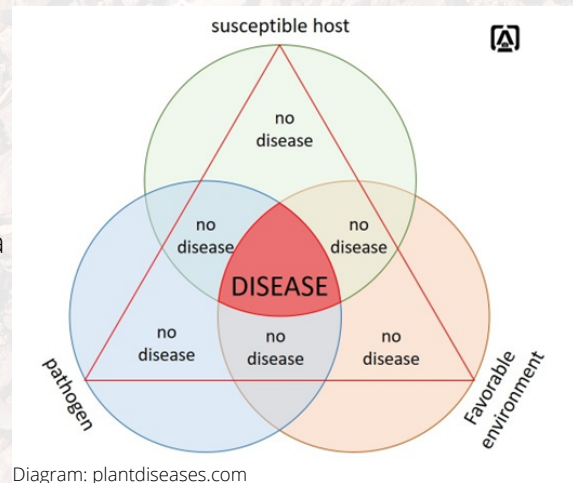 susceptible host
no
disease
no
disease
no
disease
DISEASE
no
disease
no
disease
no
disease
pathogen
Favorable
environment
Diagram: plantdiseases.com